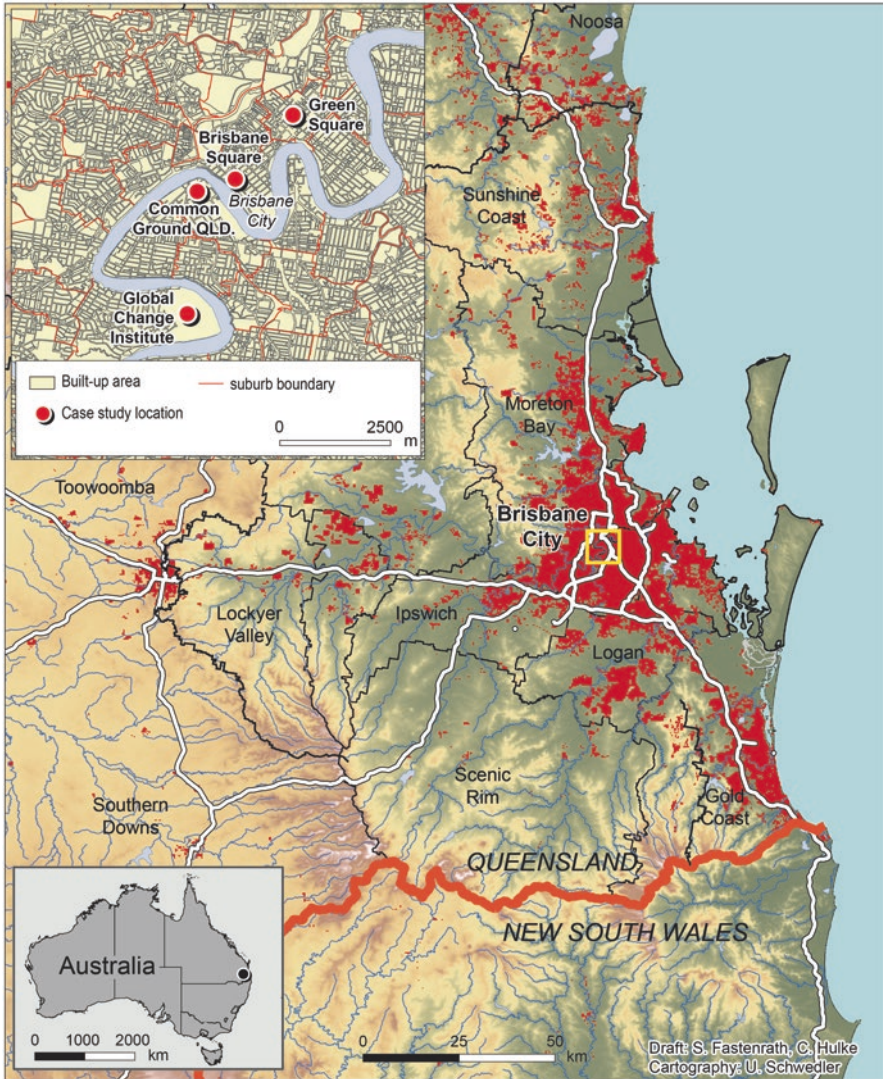 Noosa
Green
Square
Brisbane
Square
Brisbane
City
Common
Ground QLD.
Global
Change
Institute
Built-up area
suburb boundary
Case study location
0 2500
m
Sunshine
Coast
Moreton
Bay
Toowoomba
Brisbane
City
Lockyer
Valley
Ipswich
Logan
Scenic
Rim
Southern
Downs
Gold
Coast
QUEENSLAND
NEW SOUTH WALES
Australia
0 1000 2000
km
0 25 50
km
Draft: S. Fastenrath, C. Hulke
Cartography: U. Schwedler